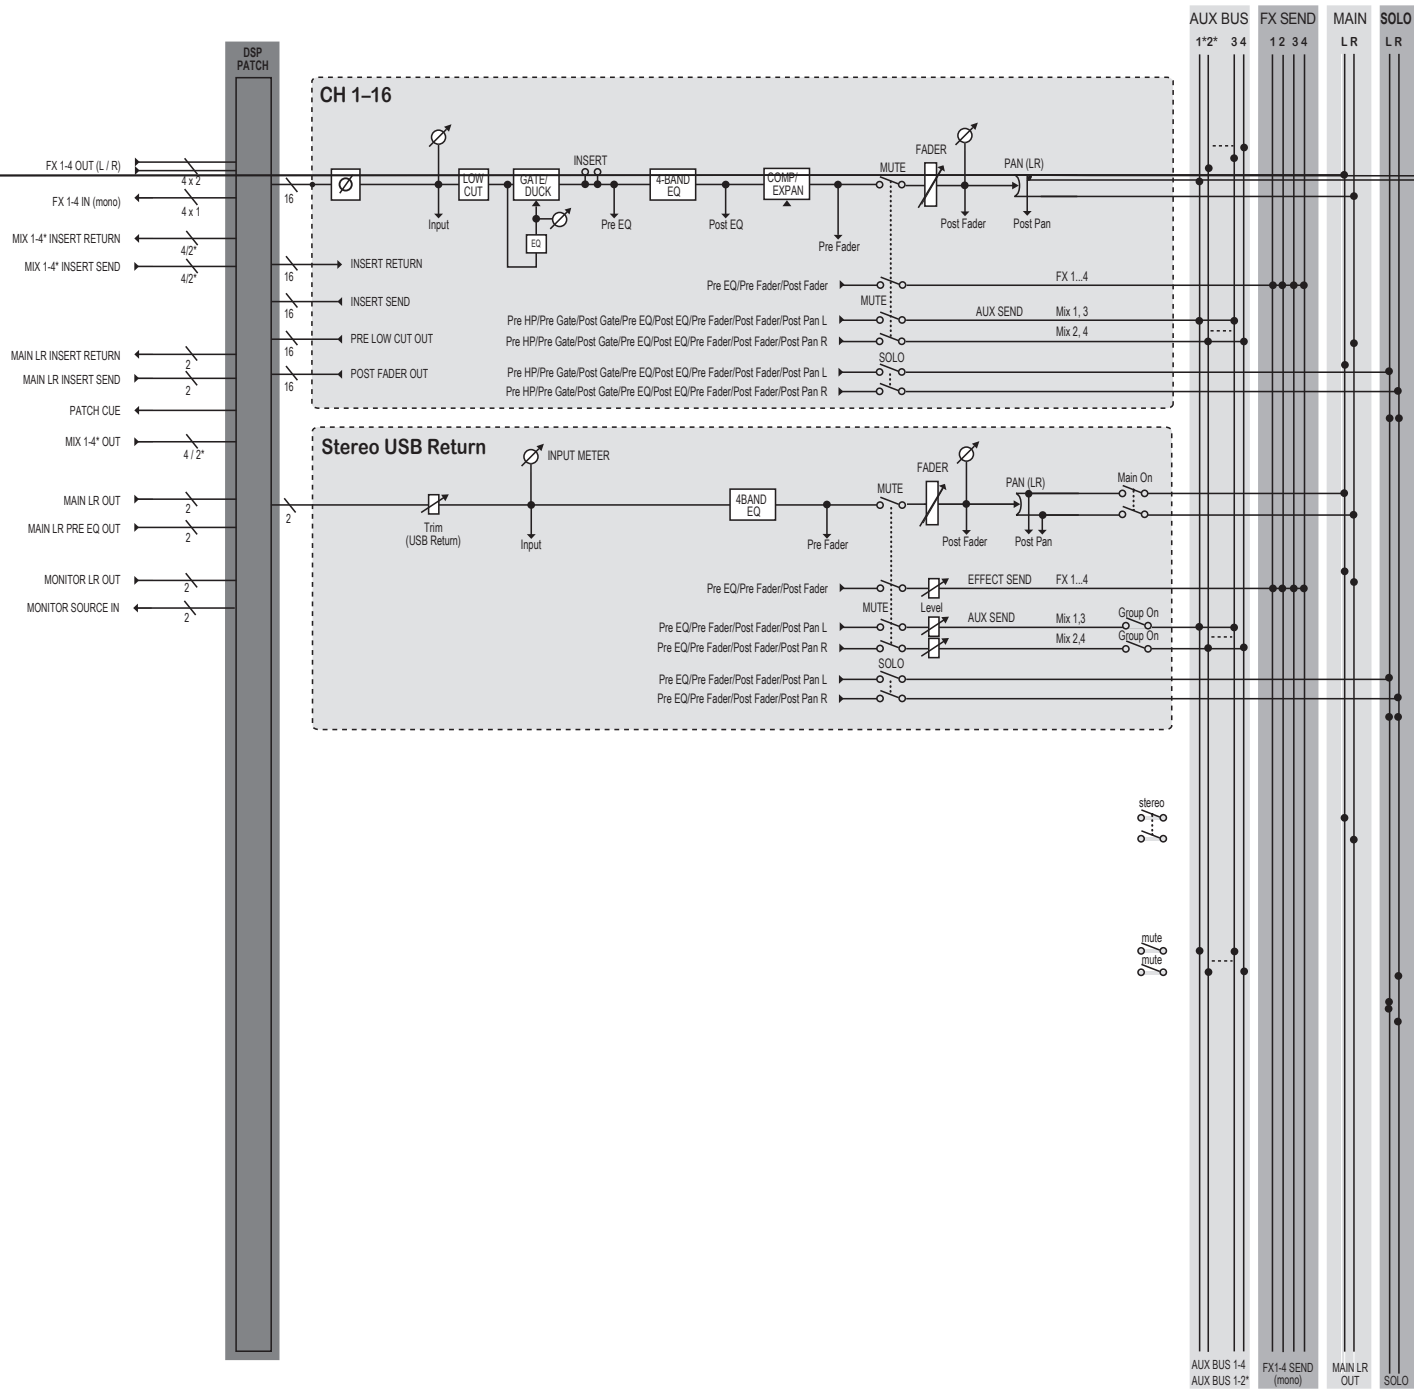 AUX BUS FX SEND MAIN SOLO
1*2* 3 4 1 2 3 4 L R L R
DSP
PATCH
CH 1–16
FX 1-4 OUT (L / R)
4 x 2
FX 1-4 IN (mono)
4 x 1
MIX 1-4* INSERT RETURN
4/2*
MIX 1-4* INSERT SEND
4/2*
MAIN LR INSERT RETURN
2
MAIN LR INSERT SEND
2
PATCH CUE
MIX 1-4* OUT
4 / 2*
MAIN LR OUT
2
MAIN LR PRE EQ OUT
2
MONITOR LR OUT
2
MONITOR SOURCE IN
2
16
Input
LOW
CUT
GATE/
DUCK
EQ
INSERT
Pre EQ
4-BAND
EQ
Post EQ
COMP/
EXPAN
Pre Fader
MUTE
FADER
Post Fader
PAN (LR)
Post Pan
16
INSERT RETURN
16
INSERT SEND
16
PRE LOW CUT OUT
16
POST FADER OUT
Pre EQ/Pre Fader/Post Fader
FX 1...4
MUTE
Pre HP/Pre Gate/Post Gate/Pre EQ/Post EQ/Pre Fader/Post Fader/Post Pan L
AUX SEND
Mix 1, 3
Pre HP/Pre Gate/Post Gate/Pre EQ/Post EQ/Pre Fader/Post Fader/Post Pan R
Mix 2, 4
SOLO
Pre HP/Pre Gate/Post Gate/Pre EQ/Post EQ/Pre Fader/Post Fader/Post Pan L
Pre HP/Pre Gate/Post Gate/Pre EQ/Post EQ/Pre Fader/Post Fader/Post Pan R
Stereo USB Return
2
Trim
(USB Return)
INPUT METER
Input
4BAND
EQ
Pre Fader
MUTE
FADER
Post Fader
PAN (LR)
Post Pan
Main On
Pre EQ/Pre Fader/Post Fader
EFFECT SEND
FX 1...4
MUTE
Level
Pre EQ/Pre Fader/Post Fader/Post Pan L
AUX SEND
Mix 1,3
Group On
Pre EQ/Pre Fader/Post Fader/Post Pan R
Mix 2,4
Group On
SOLO
Pre EQ/Pre Fader/Post Fader/Post Pan L
Pre EQ/Pre Fader/Post Fader/Post Pan R
stereo
mute
mute
AUX BUS 1-4
AUX BUS 1-2*
FX1-4 SEND
(mono)
MAIN LR
OUT
SOLO